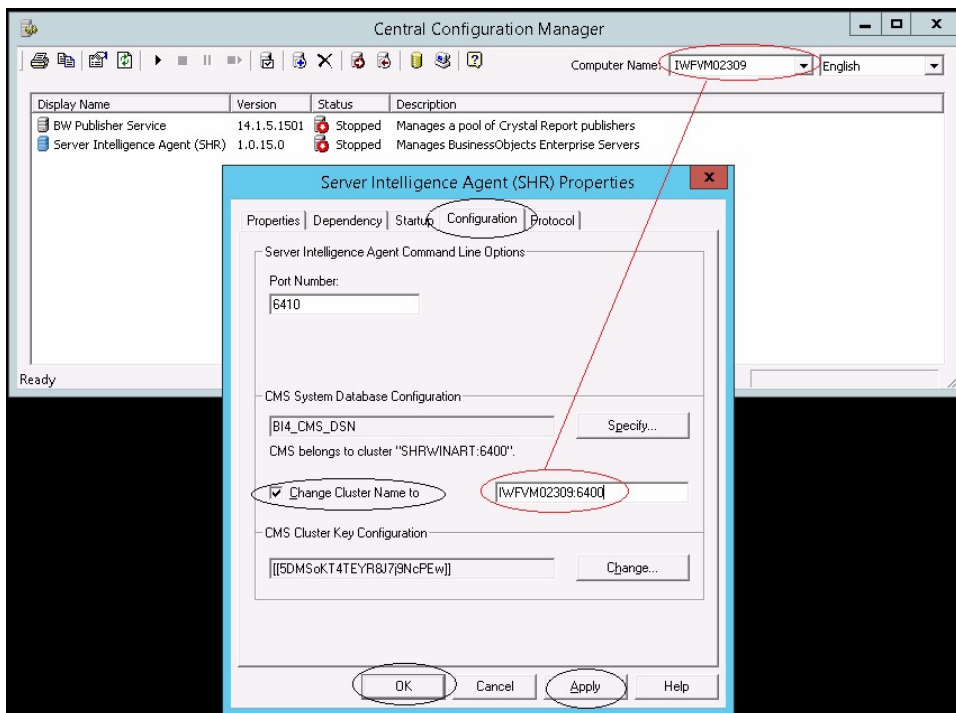 Central Configuration Manager
Computer Name: IWFVM02309 English
Display Name Version Status Description
BW Publisher Service 14.1.5.1501 Stopped Manages a pool of Crystal Report publishers
Server Intelligence Agent (SHR) 1.0.15.0 Stopped Manages BusinessObjects Enterprise Servers
Server Intelligence Agent (SHR) Properties
x
Properties Dependency Startup Configuration Protocol
Server Intelligence Agent Command Line Options
Port Number:
6410
Ready
CMS System Database Configuration
BI4_CMS_DSN Specify...
CMS belongs to cluster "SHRWINART:6400".
Change Cluster Name to IWFVM02309:6400
CMS Cluster Key Configuration
[[5DMSoKT4TEYR8J7j9NcPEw]] Change...
OK Cancel Apply Help